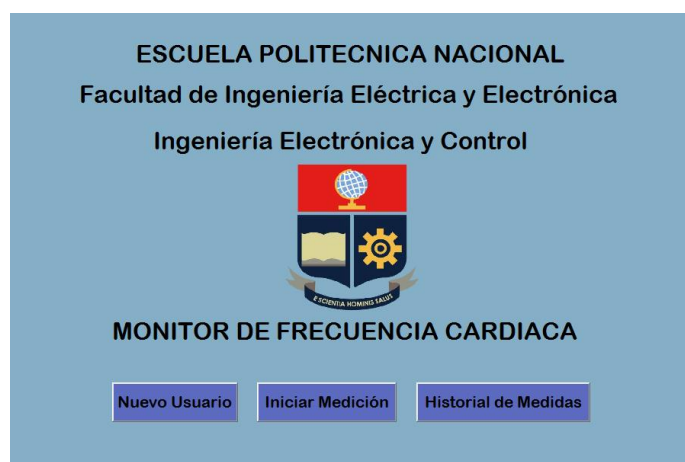 ESCUELA POLITECNICA NACIONAL
Facultad de Ingeniería Eléctrica y Electrónica
Ingeniería Electrónica y Control
E SCIENTIA HOMINIS SALUS
MONITOR DE FRECUENCIA CARDIACA
Nuevo Usuario Iniciar Medición Historial de Medidas